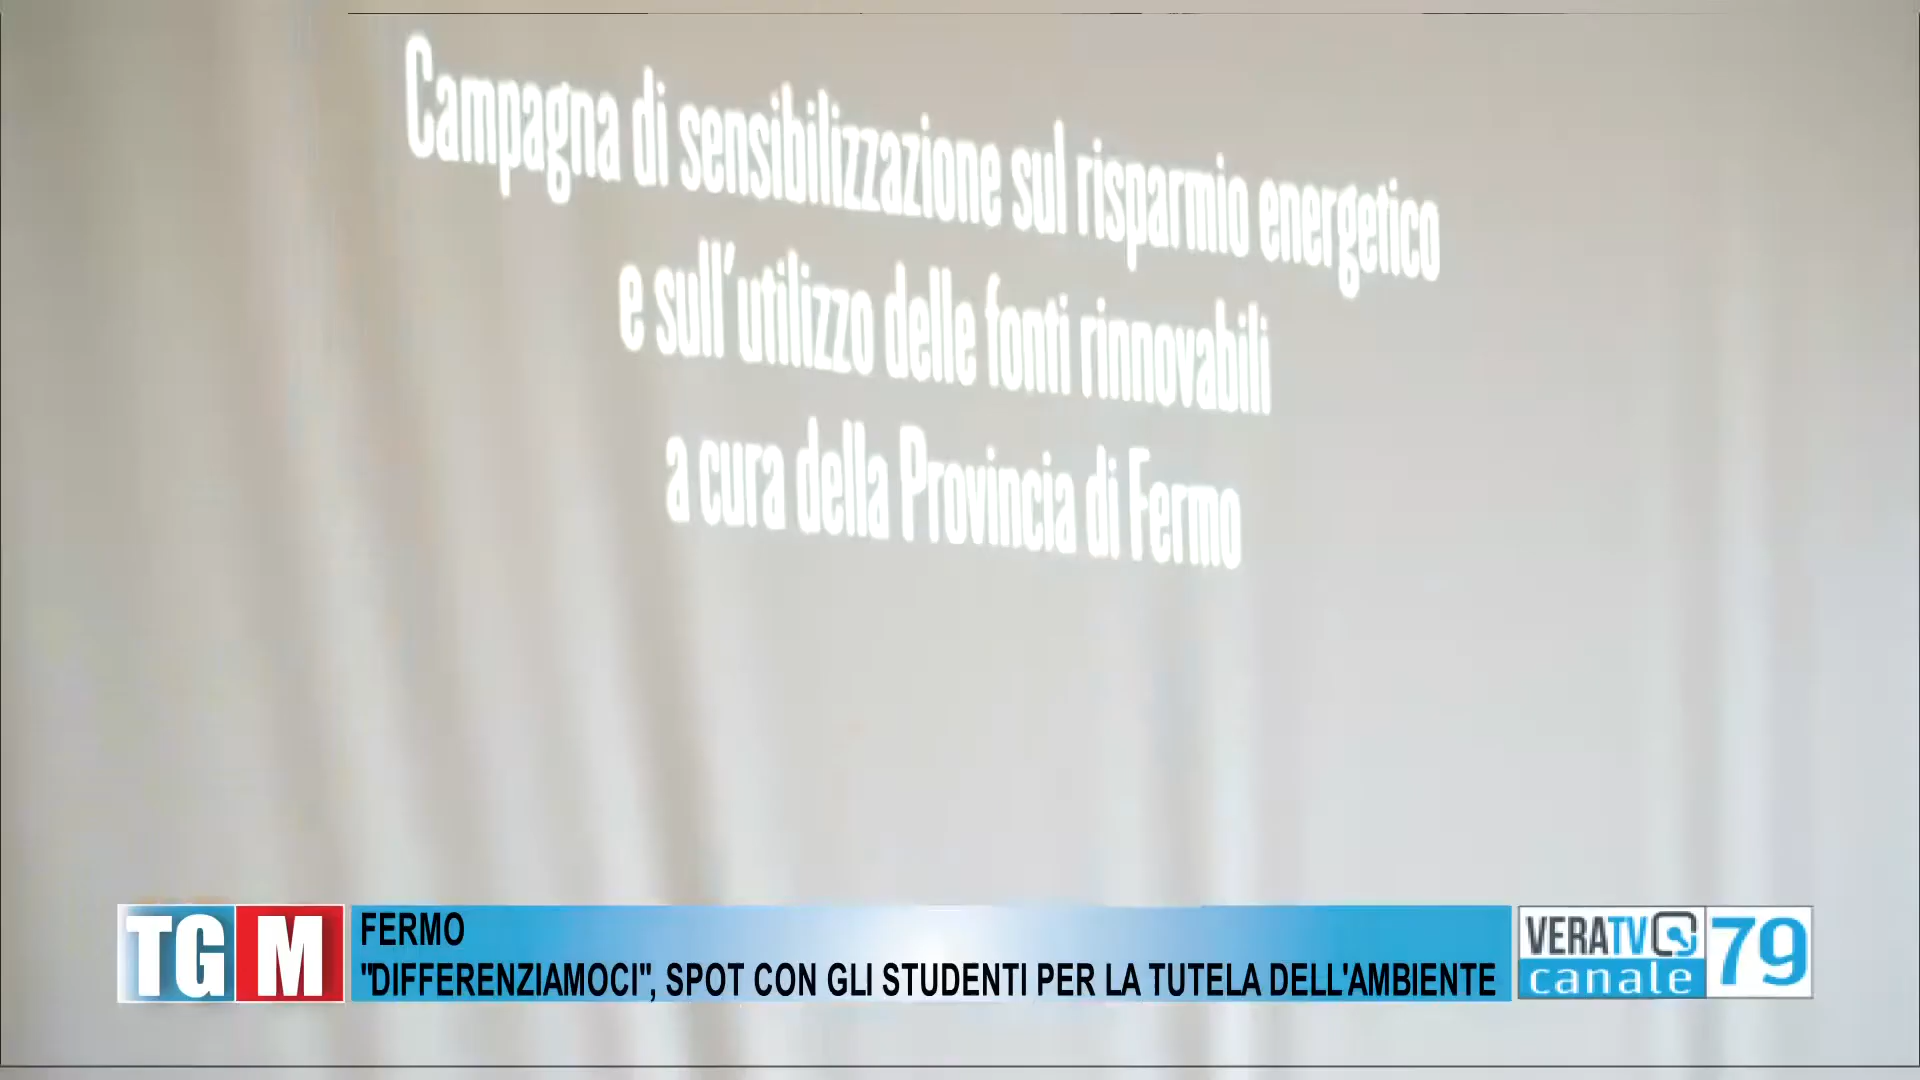 Campagna di sensibilizzazione sul risparmio energetico
e sull'utilizzo delle fonti rinnovabili
a cura della Provincia di Fermo
TGM
FERMO
"DIFFERENZIAMOCI", SPOT CON GLI STUDENTI PER LA TUTELA DELL'AMBIENTE
VERATV
canale 79